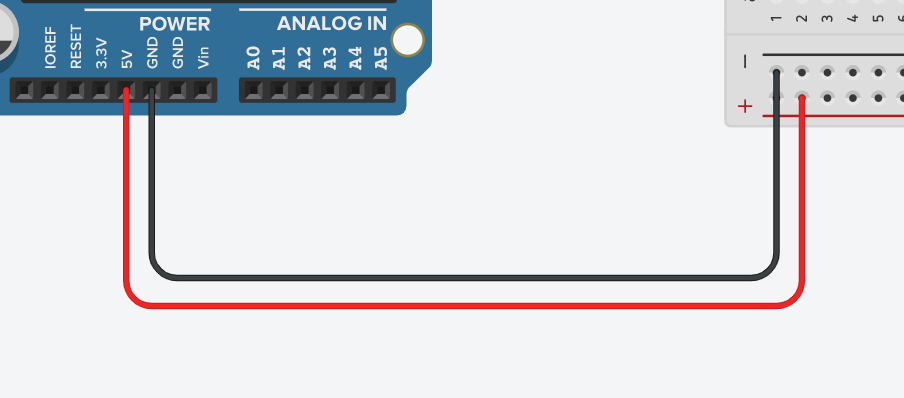 POWER
ANALOG IN
IOREF
RESET
3.3V
5V
GND
GND
Vin
A0
A1
A2
A3
A4
A5
1
2
3
4
5
6
−
+